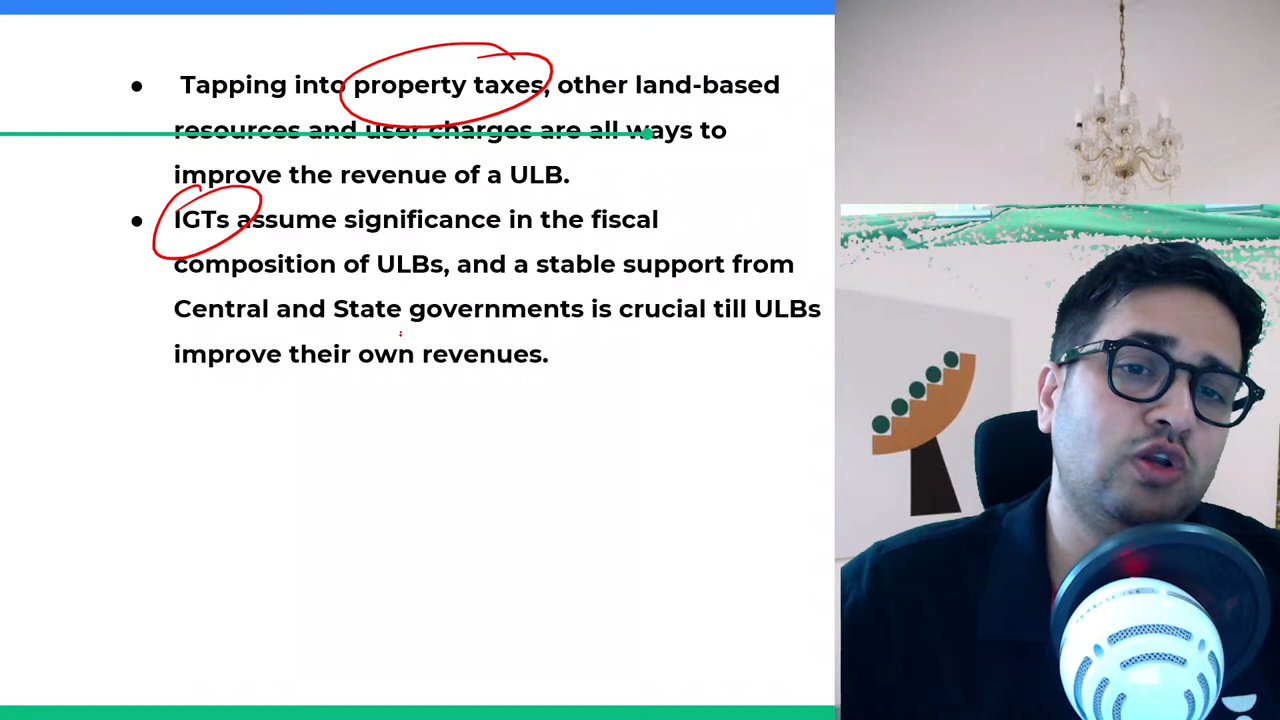 ● Tapping into property taxes, other land-based
resources and user charges are all ways to
improve the revenue of a ULB.
● IGTs assume significance in the fiscal
composition of ULBs, and a stable support from
Central and State governments is crucial till ULBs
improve their own revenues.